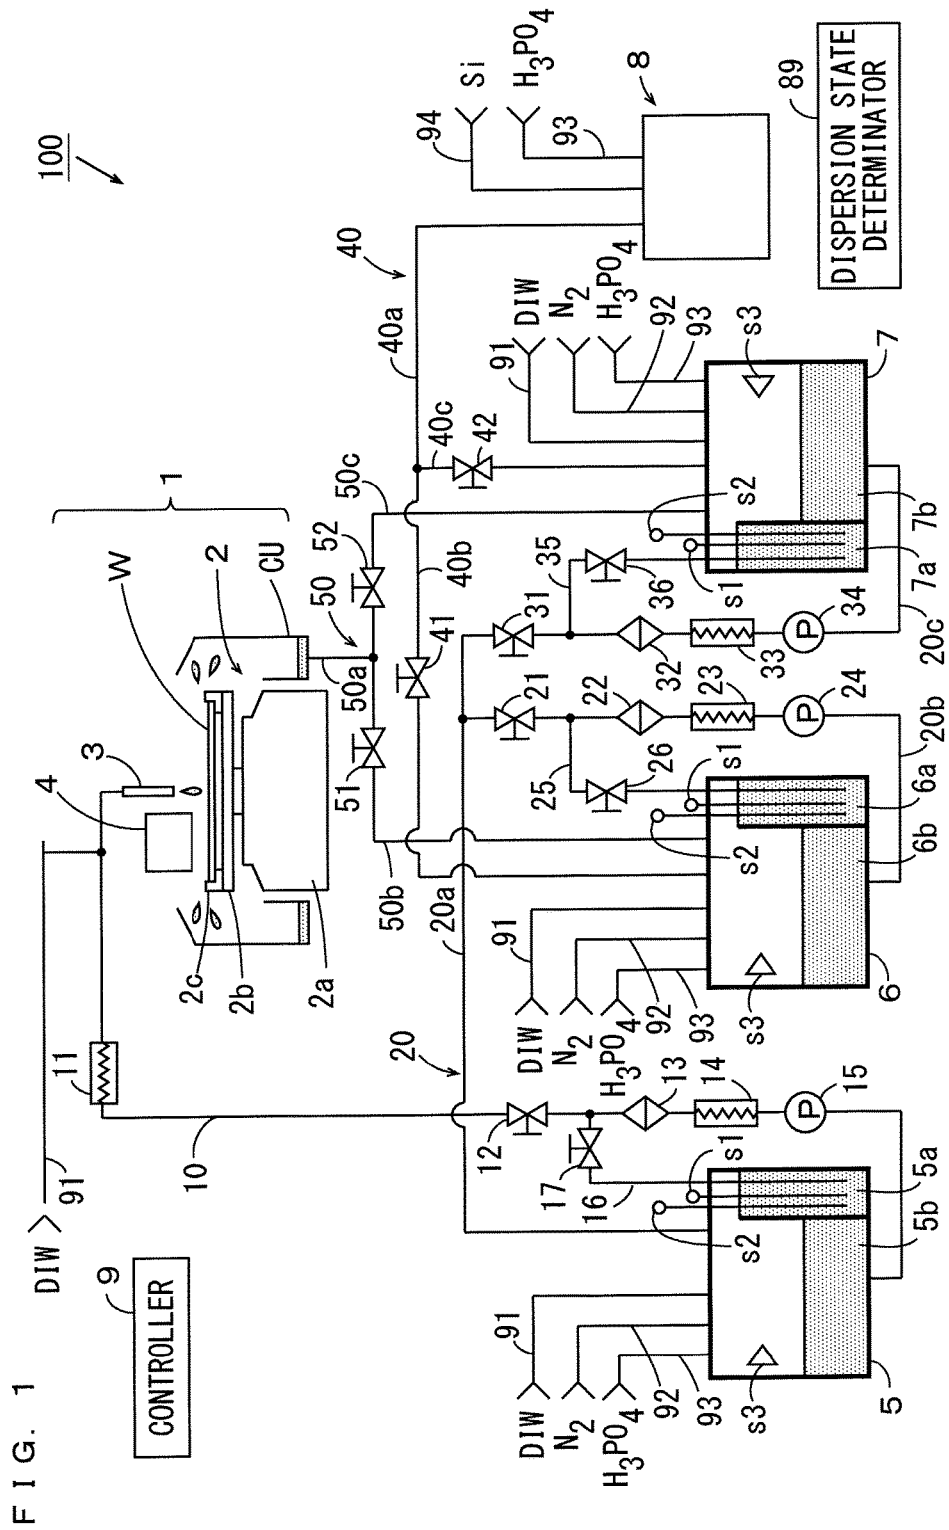 FIG. 1
100
CONTROLLER
9
DIW
91
10
11
4
3
W
1
2
CU
2c
2b
2a
50a
50
51
52
50b
50c
40
40a
40b
40c
41
42
94
Si
H3PO4
93
8
DISPERSION STATE
DETERMINATOR
89
20
20a
12
17
16
13
14
15
s1
s2
s3
5a
5b
5
DIW
N2
H3PO4
91
92
93
DIW
N2
H3PO4
91
92
93
21
22
23
24
25
26
20b
s1
s2
s3
6a
6b
6
31
32
33
34
35
36
20c
s1
s2
s3
7a
7b
7
DIW
N2
H3PO4
91
92
93